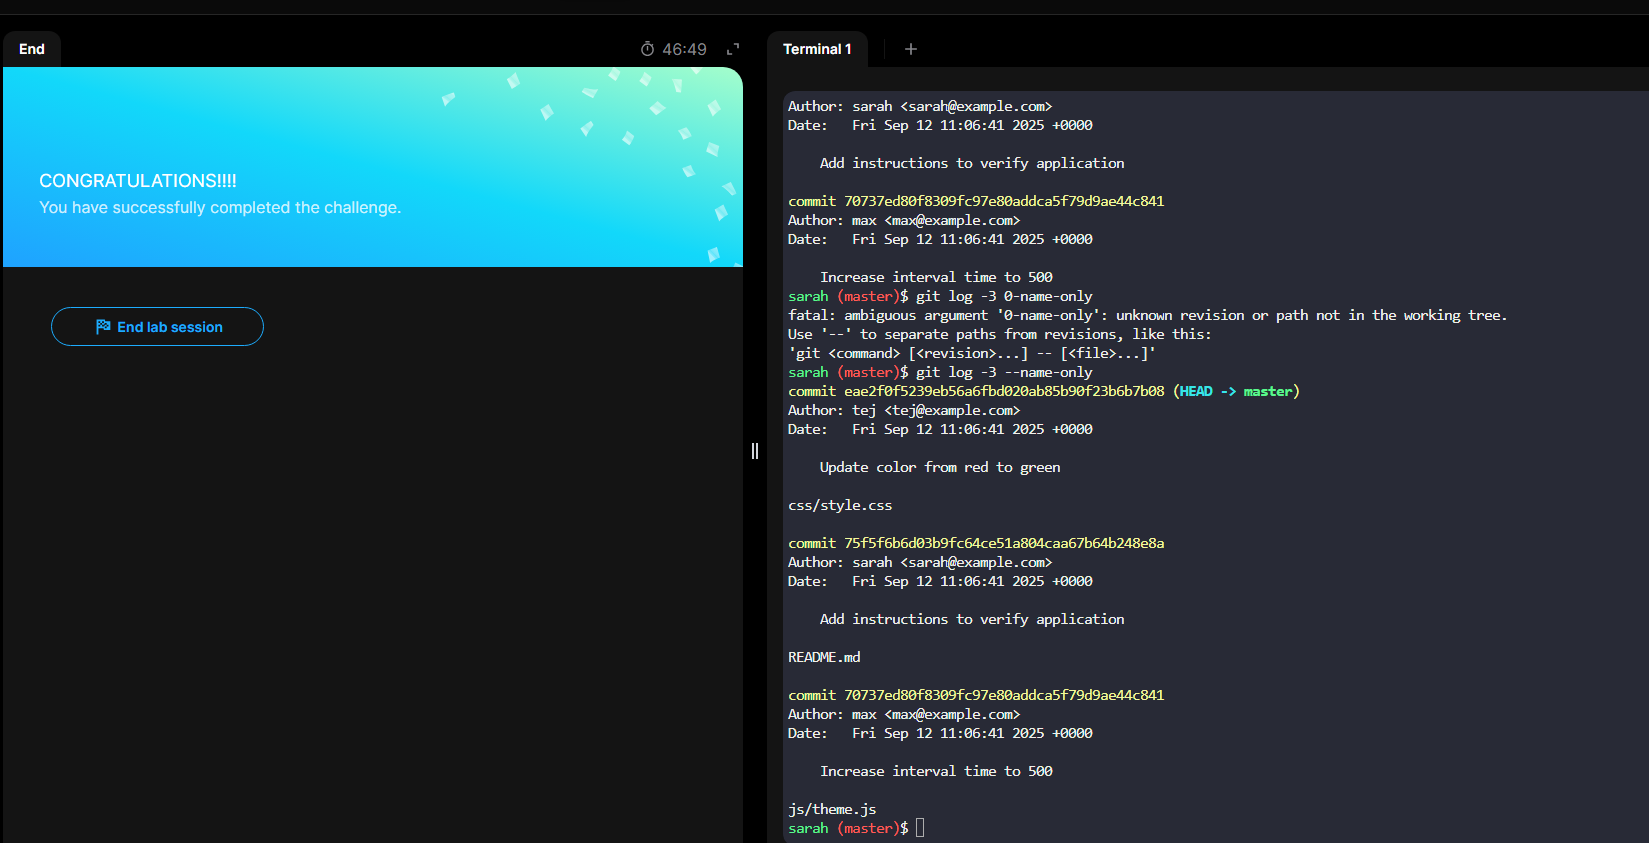 End
46:49
CONGRATULATIONS!!!!
You have successfully completed the challenge.
End lab session
Terminal 1
+
Author: sarah <sarah@example.com>
Date:   Fri Sep 12 11:06:41 2025 +0000
    Add instructions to verify application
commit 70737ed80f8309fc97e80addca5f79d9ae44c841
Author: max <max@example.com>
Date:   Fri Sep 12 11:06:41 2025 +0000
    Increase interval time to 500
sarah (master)$ git log -3 0-name-only
fatal: ambiguous argument '0-name-only': unknown revision or path not in the working tree.
Use '--' to separate paths from revisions, like this:
'git <command> [<revision>...] -- [<file>...]'
sarah (master)$ git log -3 --name-only
commit eae2f0f5239eb56a6fbd020ab85b90f23b6b7b08 (HEAD -> master)
Author: tej <tej@example.com>
Date:   Fri Sep 12 11:06:41 2025 +0000
    Update color from red to green
css/style.css
commit 75f5f6b6d03b9fc64ce51a804caa67b64b248e8a
Author: sarah <sarah@example.com>
Date:   Fri Sep 12 11:06:41 2025 +0000
    Add instructions to verify application
README.md
commit 70737ed80f8309fc97e80addca5f79d9ae44c841
Author: max <max@example.com>
Date:   Fri Sep 12 11:06:41 2025 +0000
    Increase interval time to 500
js/theme.js
sarah (master)$